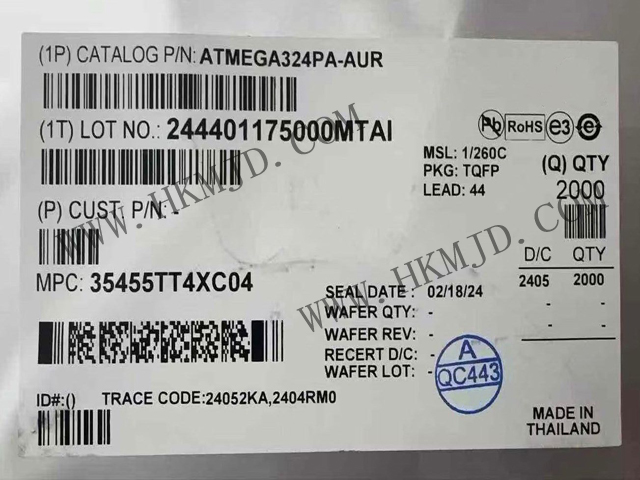 (1P) CATALOG P/N: ATMEGA324PA-AUR
(1T) LOT NO.: 244401175000MTAI
Pb RoHS e3 e
MSL: 1/260C
PKG: TQFP
LEAD: 44
(Q) QTY
2000
(P) CUST. P/N: -
D/C QTY
2405 2000
- -
- -
MPC: 35455TT4XC04
SEAL DATE: 02/18/24
WAFER QTY: -
WAFER REV: -
RECERT D/C: -
WAFER LOT: -
A
QC443
ID#:() TRACE CODE:24052KA,2404RM0
MADE IN
THAILAND
WWW.HKMJD.COM
WWW.HKMJD.COM